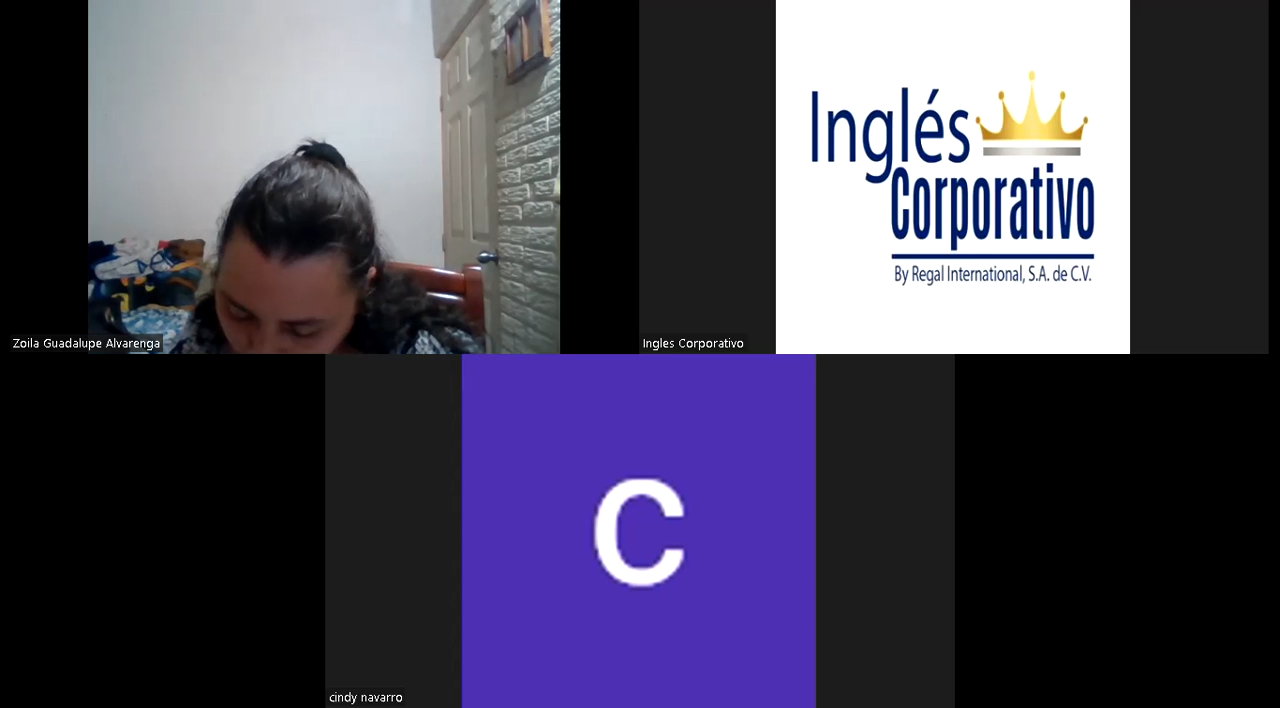 Inglés
Corporativo
By Regal International, S.A. de C.V.
Zoila Guadalupe Alvarenga
Ingles Corporativo
C
cindy navarro